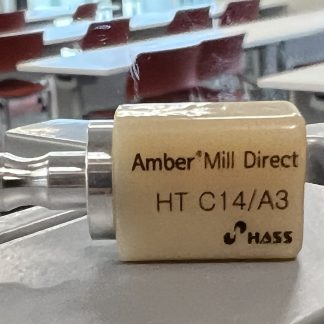 Amber® Mill Direct
HT C14/A3
HASS